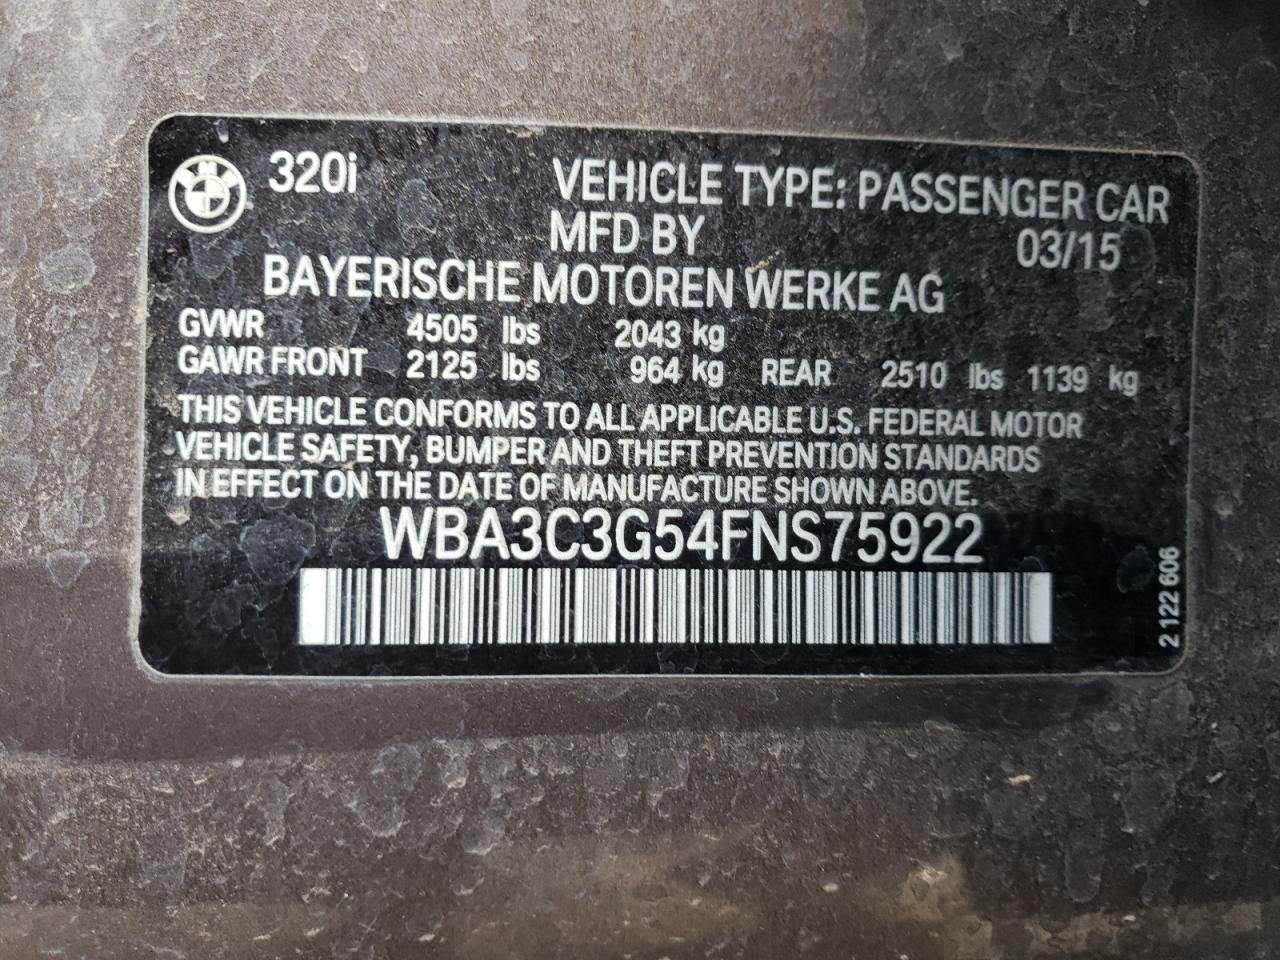 320i VEHICLE TYPE: PASSENGER CAR
MFD BY 03/15
BAYERISCHE MOTOREN WERKE AG
GVWR 4505 lbs 2043 kg
GAWR FRONT 2125 lbs 964 kg REAR 2510 lbs 1139 kg
THIS VEHICLE CONFORMS TO ALL APPLICABLE U.S. FEDERAL MOTOR
VEHICLE SAFETY, BUMPER AND THEFT PREVENTION STANDARDS
IN EFFECT ON THE DATE OF MANUFACTURE SHOWN ABOVE.
WBA3C3G54FNS75922
2 122 606